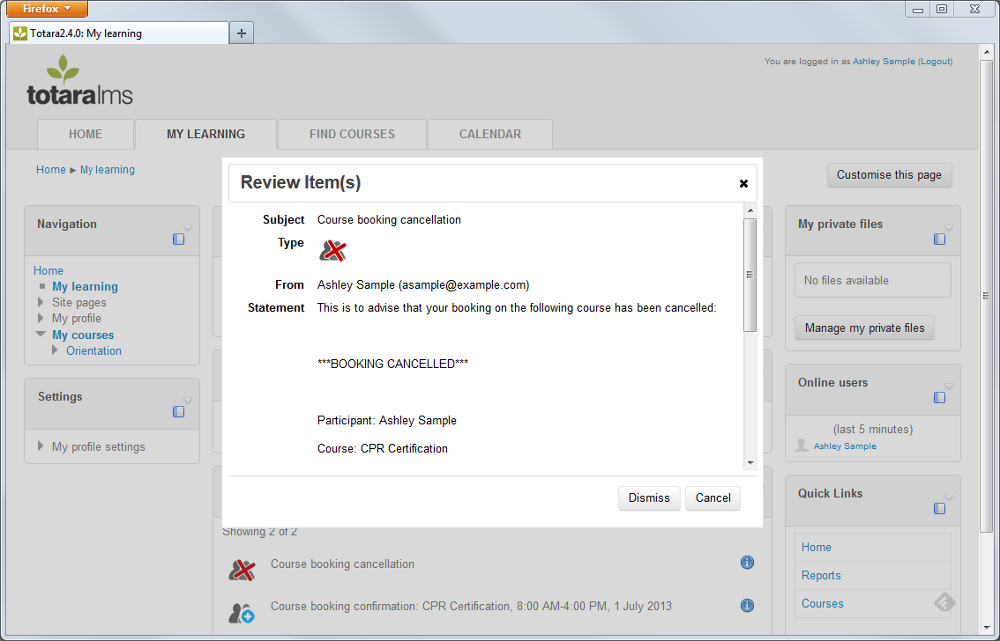 Firefox
Totara2.4.0: My learning
You are logged in as Ashley Sample (Logout)
totaralms
HOME
MY LEARNING
FIND COURSES
CALENDAR
Home ► My learning
Customise this page
Navigation
Home
My learning
Site pages
My profile
My courses
Orientation
Settings
My profile settings
Review Item(s)
Subject Course booking cancellation
Type
From Ashley Sample (asample@example.com)
Statement This is to advise that your booking on the following course has been cancelled:
***BOOKING CANCELLED***
Participant: Ashley Sample
Course: CPR Certification
Dismiss
Cancel
Showing 2 of 2
Course booking cancellation
Course booking confirmation: CPR Certification, 8:00 AM-4:00 PM, 1 July 2013
My private files
No files available
Manage my private files
Online users
(last 5 minutes)
Ashley Sample
Quick Links
Home
Reports
Courses